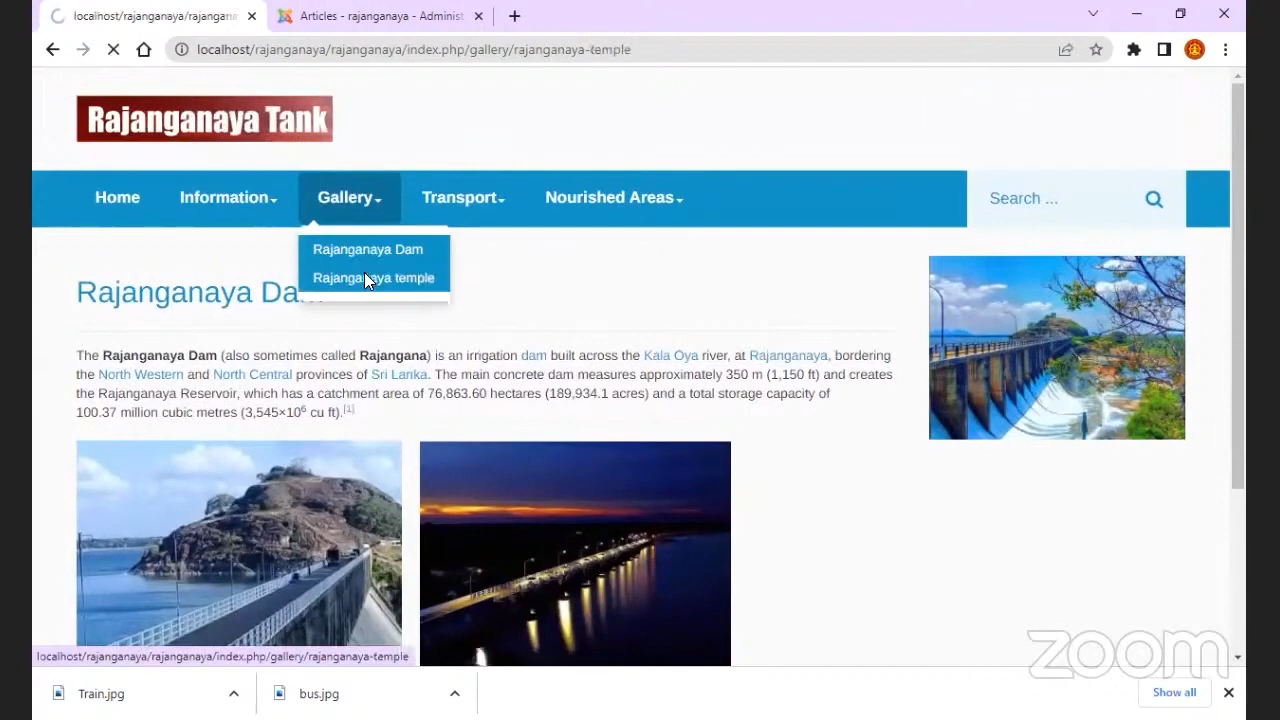 localhost/rajanganaya/rajangan
Articles - rajanganaya - Administ
localhost/rajanganaya/rajanganaya/index.php/gallery/rajanganaya-temple
Rajanganaya Tank
Home
Information
Gallery
Transport
Nourished Areas
Search ...
Rajanganaya Dam
Rajanganaya temple
Rajanganaya Dam
The Rajanganaya Dam (also sometimes called Rajangana) is an irrigation dam built across the Kala Oya river, at Rajanganaya, bordering
the North Western and North Central provinces of Sri Lanka. The main concrete dam measures approximately 350 m (1,150 ft) and creates
the Rajanganaya Reservoir, which has a catchment area of 76,863.60 hectares (189,934.1 acres) and a total storage capacity of
100.37 million cubic metres (3,545×10⁶ cu ft).[1]
localhost/rajanganaya/rajanganaya/index.php/gallery/rajanganaya-temple
zoom
Train.jpg
bus.jpg
Show all